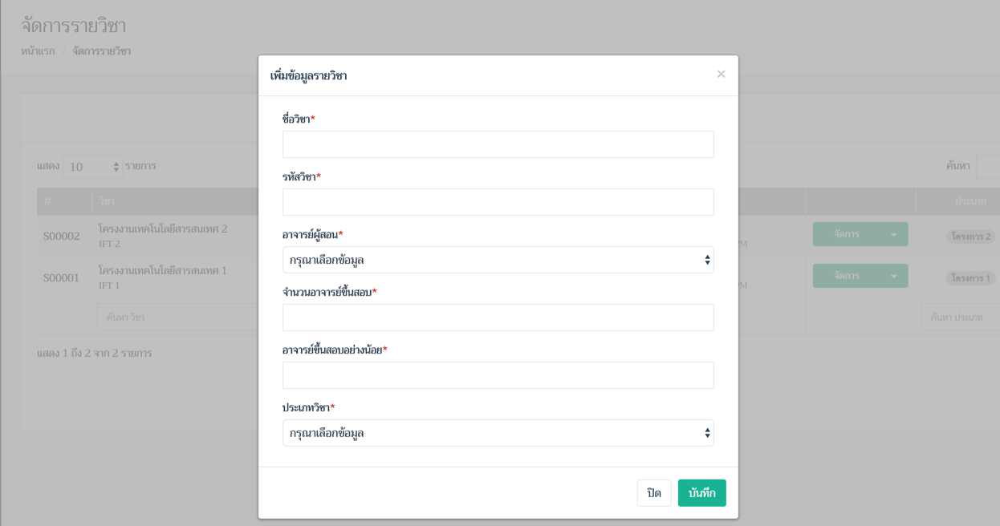 จัดการรายวิชา
หน้าแรก / จัดการรายวิชา
เพิ่มข้อมูลรายวิชา ×
ชื่อวิชา*
รหัสวิชา*
อาจารย์ผู้สอน*
กรุณาเลือกข้อมูล
จำนวนอาจารย์ขึ้นสอบ*
อาจารย์ขึ้นสอบอย่างน้อย*
ประเภทวิชา*
กรุณาเลือกข้อมูล
ปิด บันทึก
แสดง 10 รายการ ค้นหา
# วิชา ประเภท
S00002 โครงงานเทคโนโลยีสารสนเทศ 2 จัดการ โครงการ 2
IFT 2 PM
S00001 โครงงานเทคโนโลยีสารสนเทศ 1 จัดการ โครงการ 1
IFT 1 PM
ค้นหา วิชา ค้นหา ประเภท
แสดง 1 ถึง 2 จาก 2 รายการ